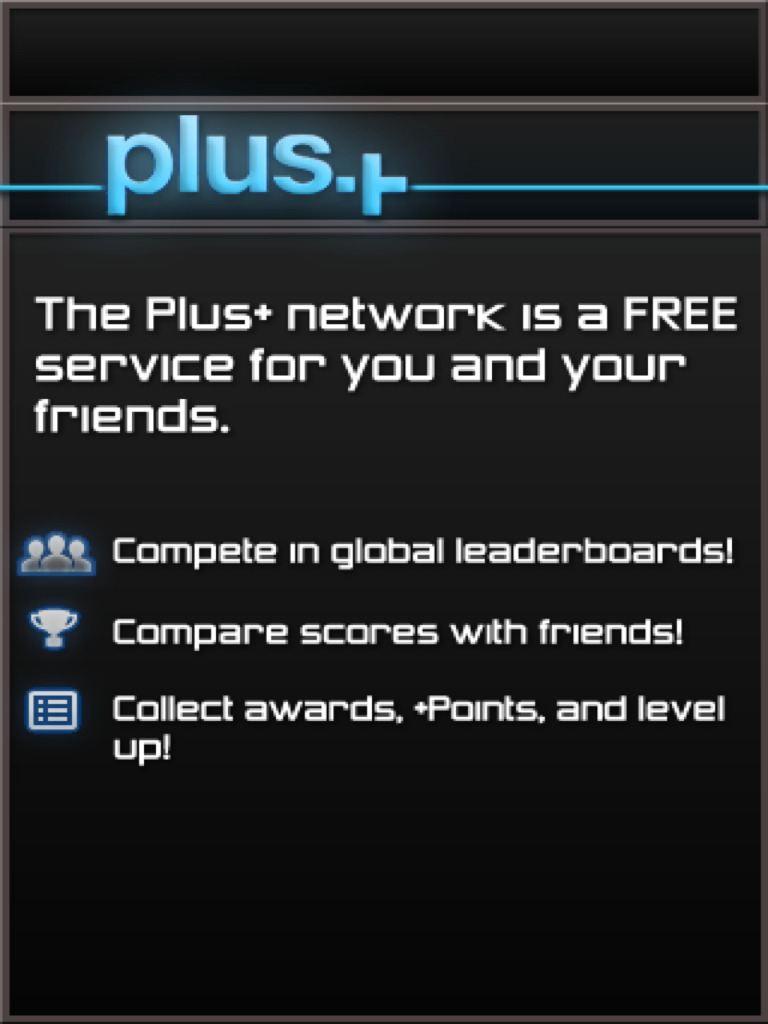 plus.+
The Plus+ network is a FREE
service for you and your
friends.
Compete in global leaderboards!
Compare scores with friends!
Collect awards, +Points, and level
up!